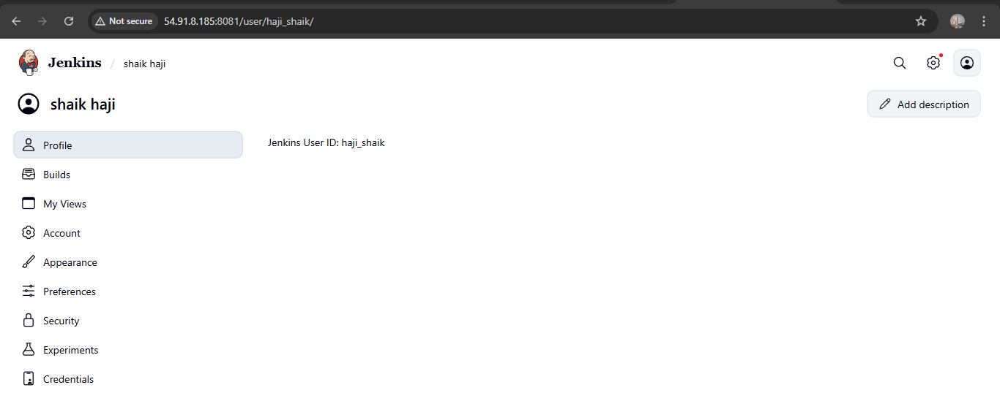 Not secure 54.91.8.185:8081/user/haji_shaik/
Jenkins / shaik haji
shaik haji
Add description
Profile
Jenkins User ID: haji_shaik
Builds
My Views
Account
Appearance
Preferences
Security
Experiments
Credentials